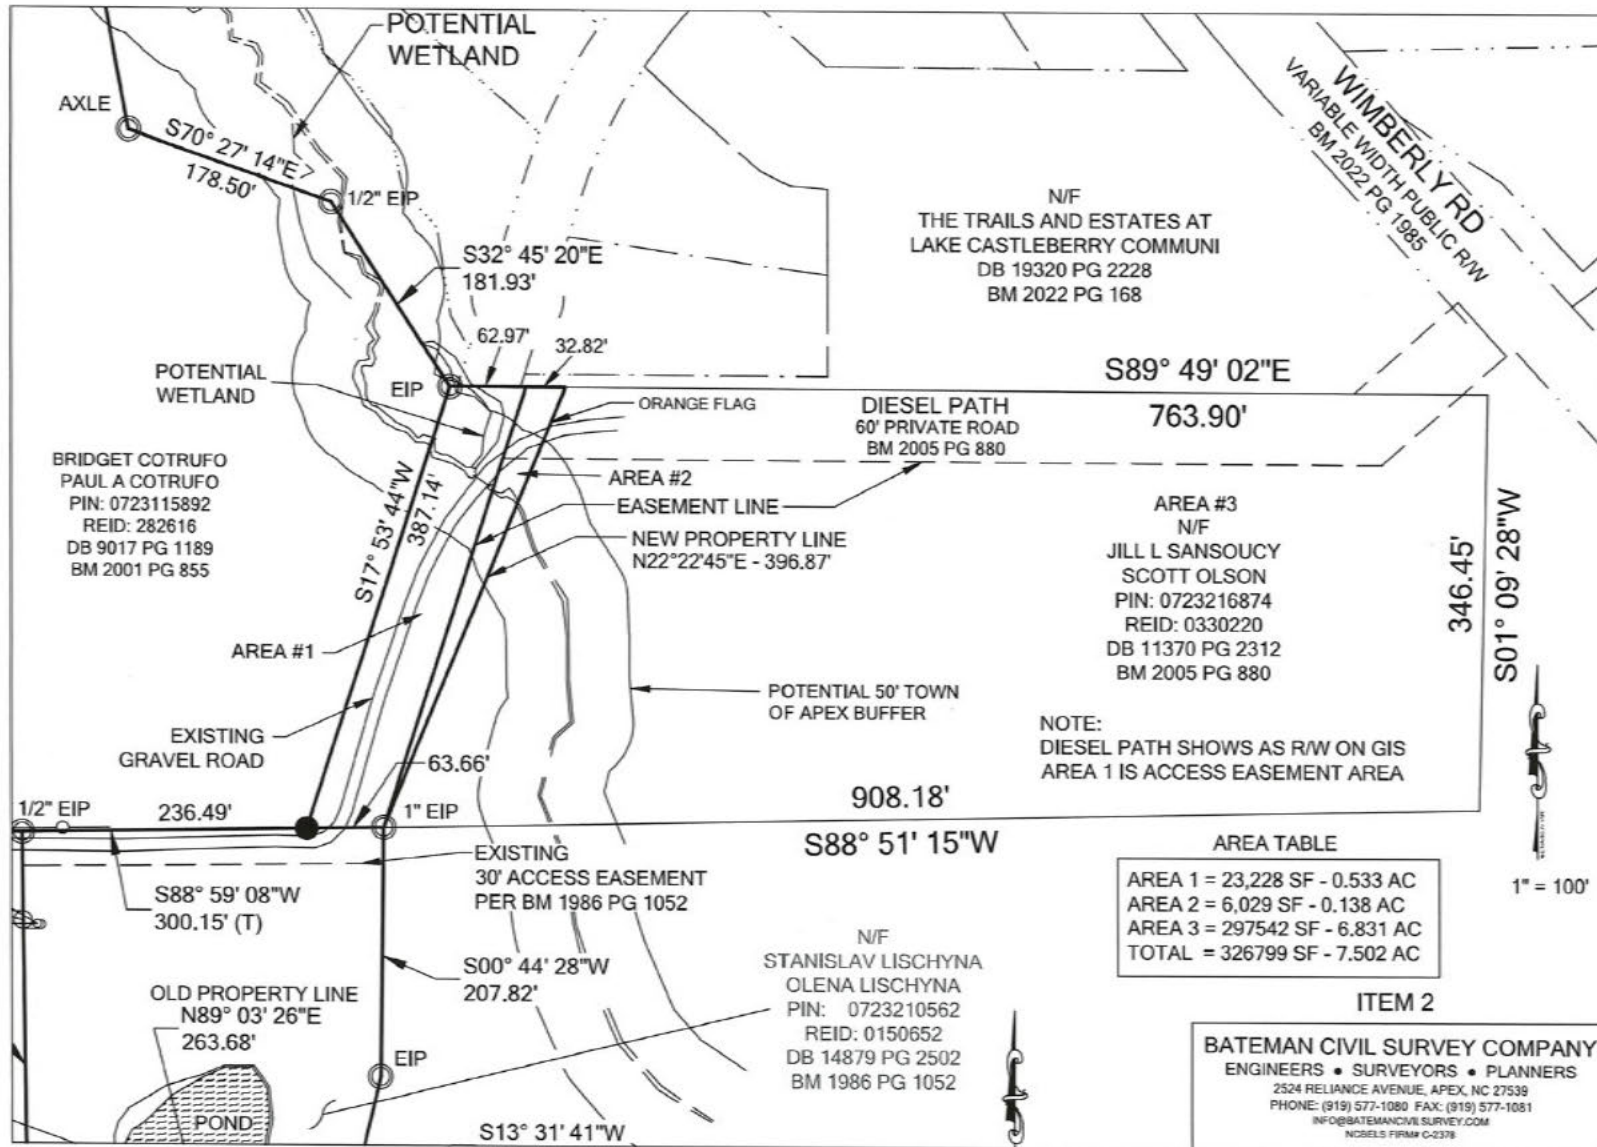 POTENTIAL
WETLAND
AXLE
S70° 27' 14"E
178.50'
1/2" EIP
S32° 45' 20"E
181.93'
62.97'
32.82'
N/F
THE TRAILS AND ESTATES AT
LAKE CASTLEBERRY COMMUNI
DB 19320 PG 2228
BM 2022 PG 168
WIMBERLY RD
VARIABLE WIDTH PUBLIC R/W
BM 2022 PG 1985
POTENTIAL
WETLAND
EIP
S89° 49' 02"E
763.90'
ORANGE FLAG
DIESEL PATH
60' PRIVATE ROAD
BM 2005 PG 880
BRIDGET COTRUFO
PAUL A COTRUFO
PIN: 0723115892
REID: 282616
DB 9017 PG 1189
BM 2001 PG 855
S17° 53' 44"W
387.14'
AREA #2
EASEMENT LINE
NEW PROPERTY LINE
N22°22'45"E - 396.87'
AREA #3
N/F
JILL L SANSOUCY
SCOTT OLSON
PIN: 0723216874
REID: 0330220
DB 11370 PG 2312
BM 2005 PG 880
346.45'
S01° 09' 28"W
AREA #1
POTENTIAL 50' TOWN
OF APEX BUFFER
NOTE:
DIESEL PATH SHOWS AS R/W ON GIS
AREA 1 IS ACCESS EASEMENT AREA
EXISTING
GRAVEL ROAD
63.66'
1/2" EIP
236.49'
1" EIP
908.18'
S88° 51' 15"W
EXISTING
30' ACCESS EASEMENT
PER BM 1986 PG 1052
S88° 59' 08"W
300.15' (T)
AREA TABLE
AREA 1 = 23,228 SF - 0.533 AC
AREA 2 = 6,029 SF - 0.138 AC
AREA 3 = 297542 SF - 6.831 AC
TOTAL = 326799 SF - 7.502 AC
1" = 100'
S00° 44' 28"W
207.82'
N/F
STANISLAV LISCHYNA
OLENA LISCHYNA
PIN: 0723210562
REID: 0150652
DB 14879 PG 2502
BM 1986 PG 1052
OLD PROPERTY LINE
N89° 03' 26"E
263.68'
EIP
POND
S13° 31' 41"W
ITEM 2
BATEMAN CIVIL SURVEY COMPANY
ENGINEERS • SURVEYORS • PLANNERS
2524 RELIANCE AVENUE, APEX, NC 27539
PHONE: (919) 577-1080 FAX: (919) 577-1081
INFO@BATEMANCIVILSURVEY.COM
NCBELS FIRM# C-2378